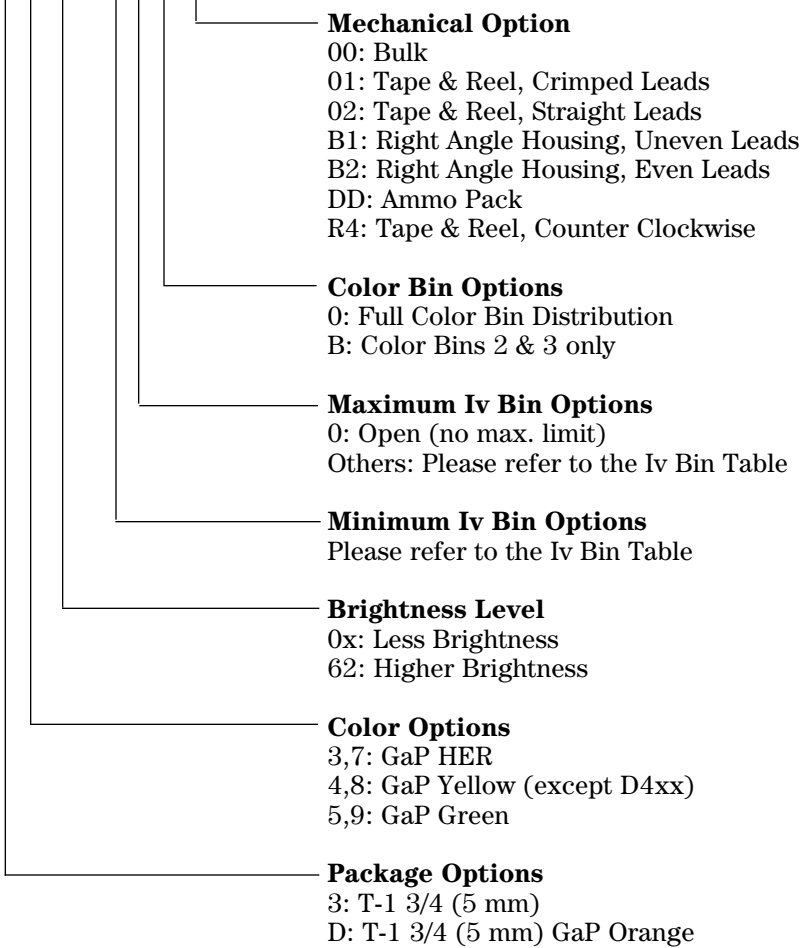 Mechanical Option
00: Bulk
01: Tape & Reel, Crimped Leads
02: Tape & Reel, Straight Leads
B1: Right Angle Housing, Uneven Leads
B2: Right Angle Housing, Even Leads
DD: Ammo Pack
R4: Tape & Reel, Counter Clockwise
Color Bin Options
0: Full Color Bin Distribution
B: Color Bins 2 & 3 only
Maximum Iv Bin Options
0: Open (no max. limit)
Others: Please refer to the Iv Bin Table
Minimum Iv Bin Options
Please refer to the Iv Bin Table
Brightness Level
0x: Less Brightness
62: Higher Brightness
Color Options
3,7: GaP HER
4,8: GaP Yellow (except D4xx)
5,9: GaP Green
Package Options
3: T-1 3/4 (5 mm)
D: T-1 3/4 (5 mm) GaP Orange